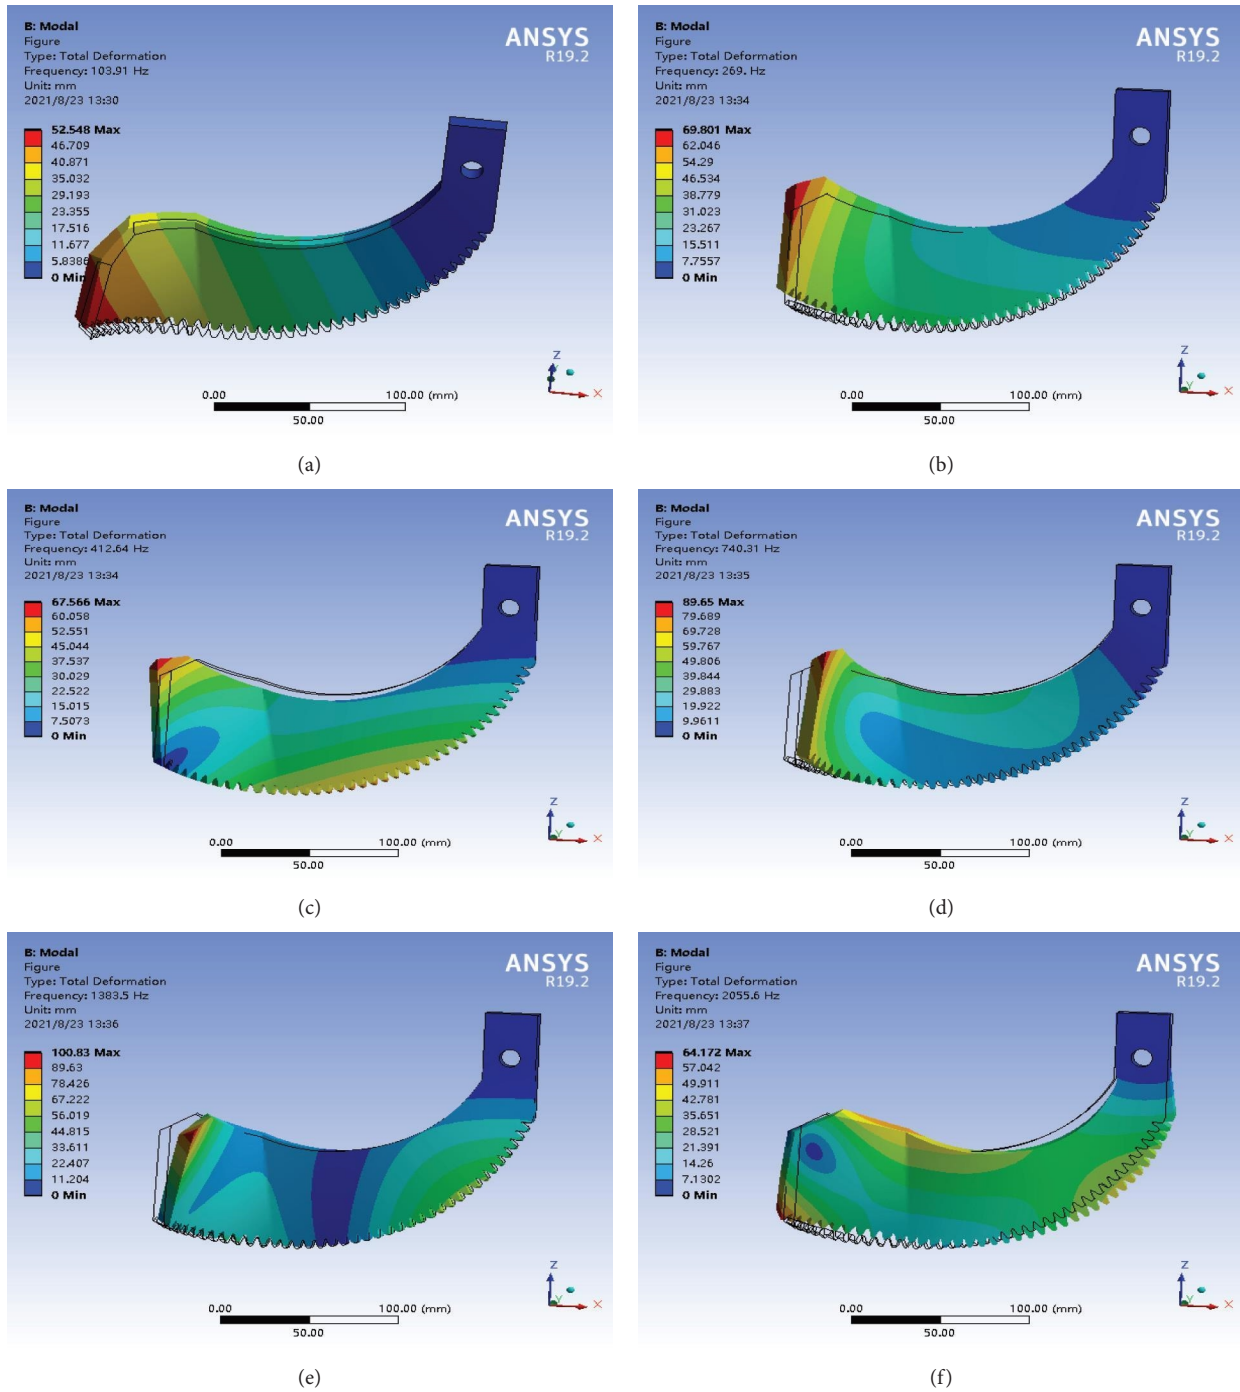 B: Modal
Figure
Type: Total Deformation
Frequency: 103.91 Hz
Unit: mm
2021/8/23 13:30
ANSYS
R19.2
52.548 Max
46.709
40.871
35.032
29.193
23.355
17.516
11.677
5.8386
0 Min
Z
X
0.00 100.00 (mm)
50.00
(a)
B: Modal
Figure
Type: Total Deformation
Frequency: 269. Hz
Unit: mm
2021/8/23 13:34
ANSYS
R19.2
69.801 Max
62.046
54.29
46.534
38.779
31.023
23.267
15.511
7.7557
0 Min
Z
Y
X
0.00 100.00 (mm)
50.00
(b)
B: Modal
Figure
Type: Total Deformation
Frequency: 412.64 Hz
Unit: mm
2021/8/23 13:34
ANSYS
R19.2
67.566 Max
60.058
52.551
45.044
37.537
30.029
22.522
15.015
7.5073
0 Min
Z
Y
X
0.00 100.00 (mm)
50.00
(c)
B: Modal
Figure
Type: Total Deformation
Frequency: 740.31 Hz
Unit: mm
2021/8/23 13:35
ANSYS
R19.2
89.65 Max
79.689
69.728
59.767
49.806
39.844
29.883
19.922
9.9611
0 Min
Z
Y
X
0.00 100.00 (mm)
50.00
(d)
B: Modal
Figure
Type: Total Deformation
Frequency: 1383.5 Hz
Unit: mm
2021/8/23 13:36
ANSYS
R19.2
100.83 Max
89.63
78.426
67.222
56.019
44.815
33.611
22.407
11.204
0 Min
Z
Y
X
0.00 100.00 (mm)
50.00
(e)
B: Modal
Figure
Type: Total Deformation
Frequency: 2055.6 Hz
Unit: mm
2021/8/23 13:37
ANSYS
R19.2
64.172 Max
57.042
49.911
42.781
35.651
28.521
21.391
14.26
7.1302
0 Min
Z
Y
X
0.00 100.00 (mm)
50.00
(f)